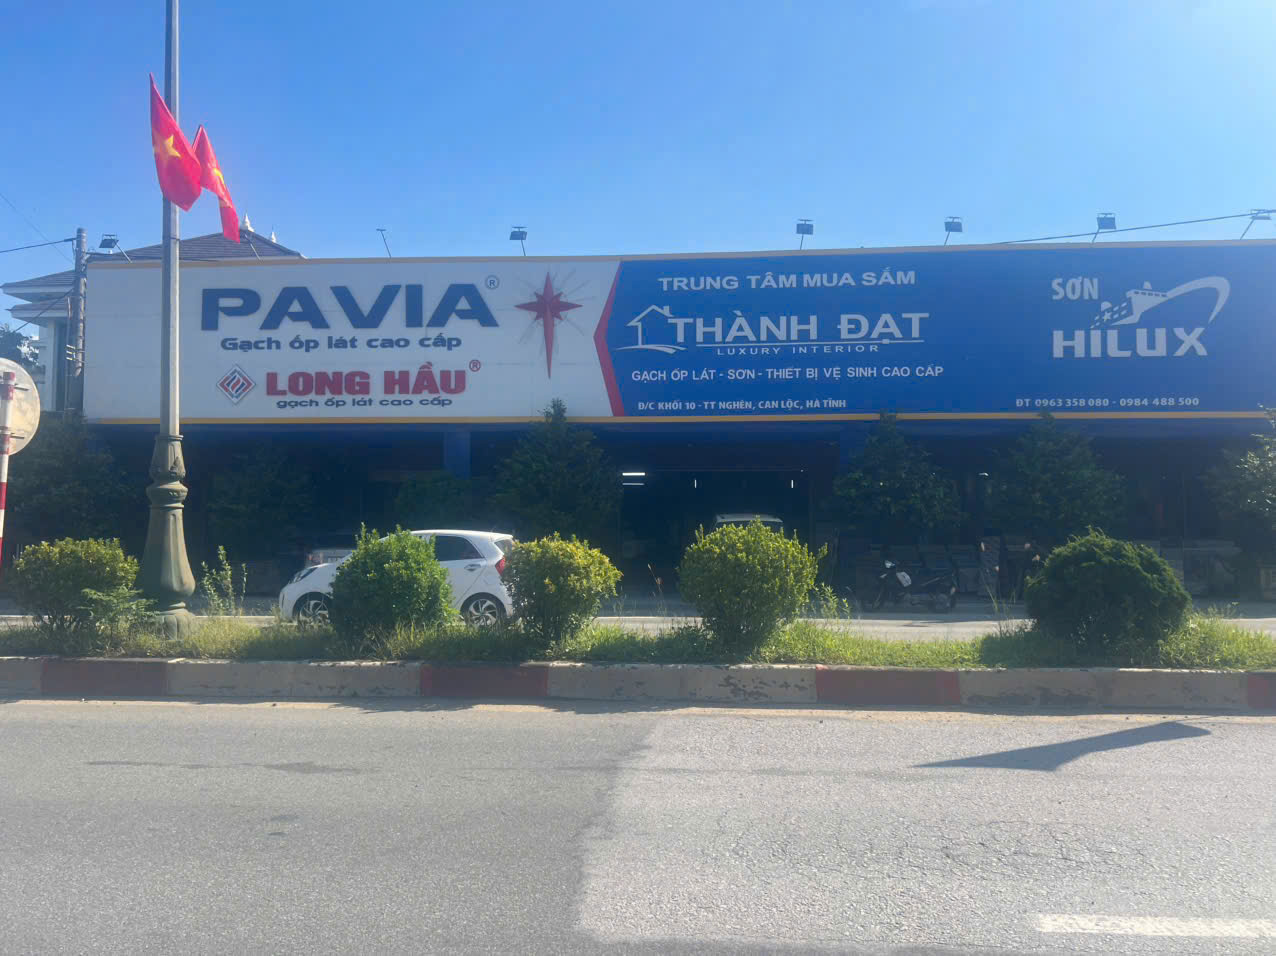 PAVIA®
Gạch ốp lát cao cấp
LONG HẦU®
gạch ốp lát cao cấp
TRUNG TÂM MUA SẮM
THÀNH ĐẠT
LUXURY INTERIOR
GẠCH ỐP LÁT - SƠN - THIẾT BỊ VỆ SINH CAO CẤP
Đ/C KHỐI 10 - TT NGHÈN, CAN LỘC, HÀ TĨNH
SƠN
HILUX
ĐT 0963 358 080 - 0984 488 500